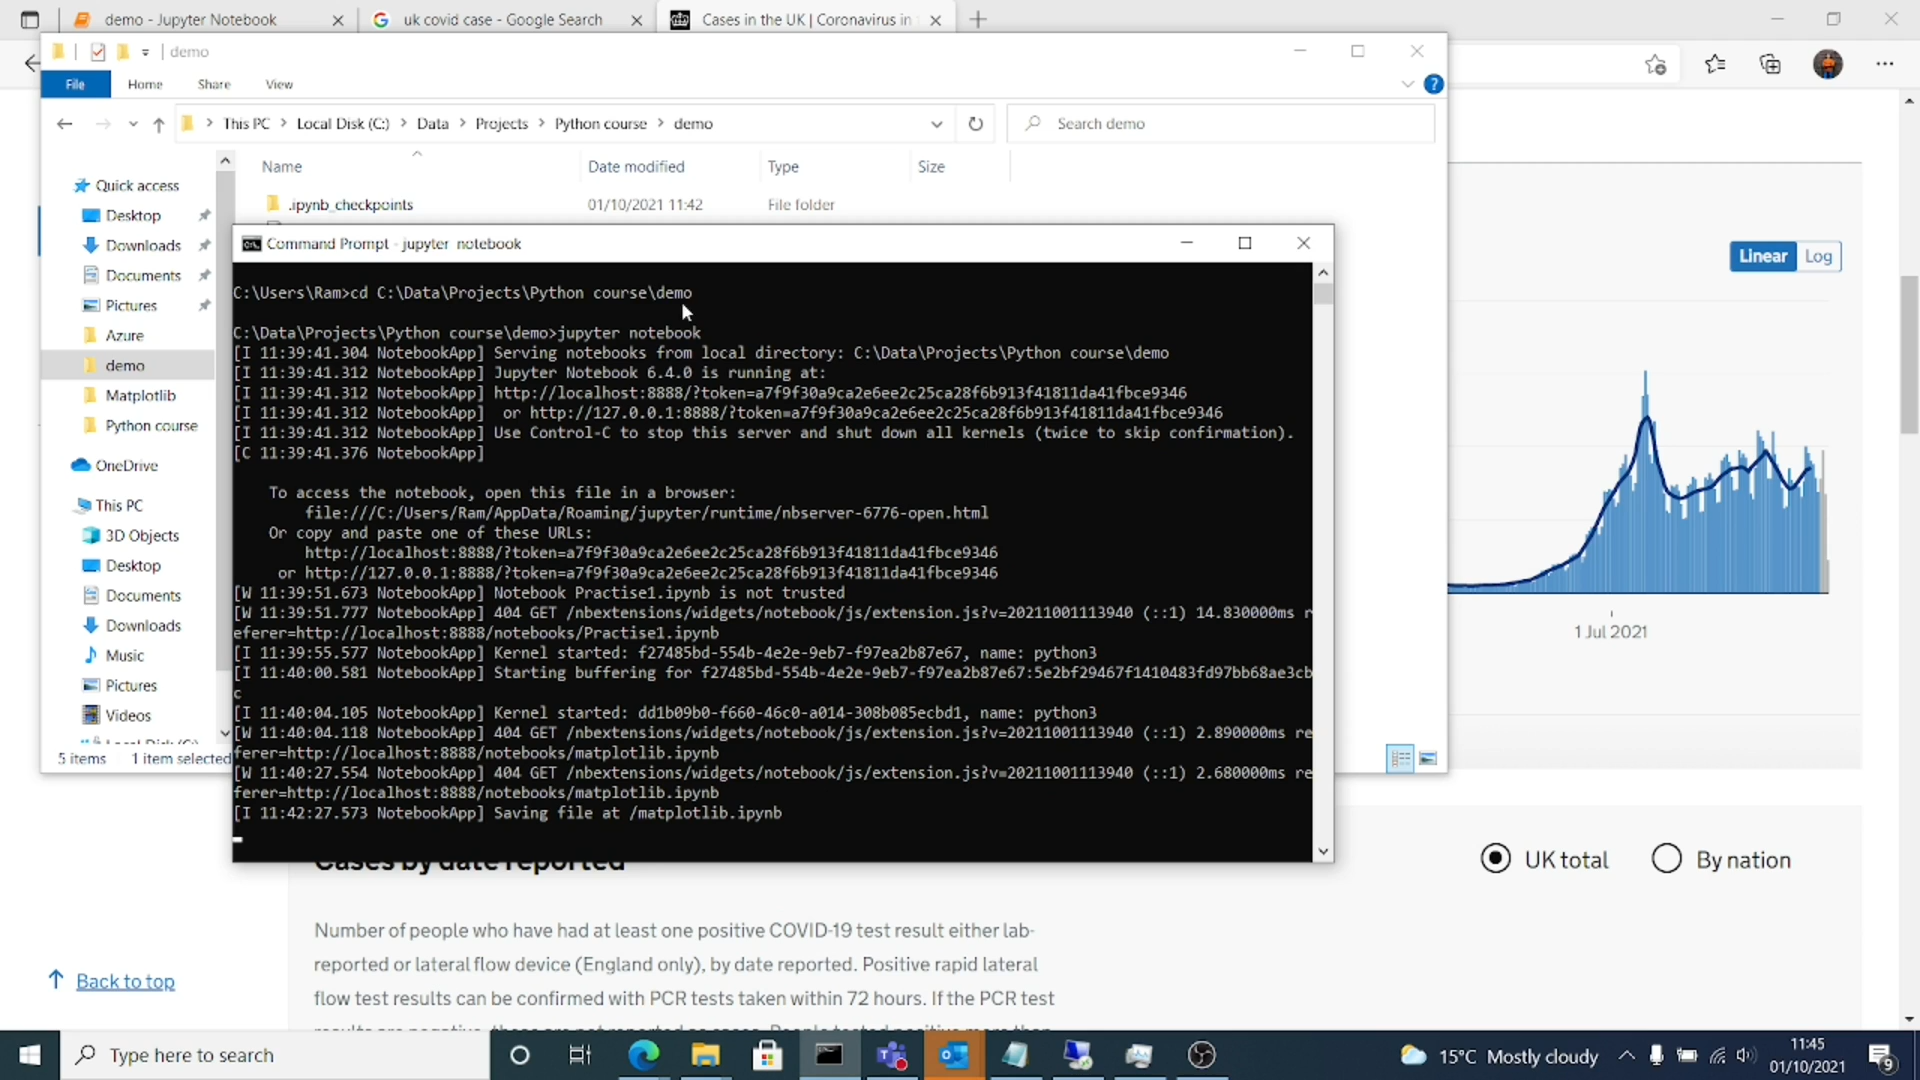 demo - Jupyter Notebook
uk covid case - Google Search
Cases in the UK | Coronavirus in
demo
File
Home
Share
View
This PC
Local Disk (C:)
Data
Projects
Python course
demo
Search demo
Name
Date modified
Type
Size
.ipynb_checkpoints
01/10/2021 11:42
File folder
Quick access
Desktop
Downloads
Documents
Pictures
Azure
demo
Matplotlib
Python course
OneDrive
This PC
3D Objects
Desktop
Documents
Downloads
Music
Pictures
Videos
5 items
1 item selected
Command Prompt - jupyter notebook
C:\Users\Ram>cd C:\Data\Projects\Python course\demo
C:\Data\Projects\Python course\demo>jupyter notebook
[I 11:39:41.304 NotebookApp] Serving notebooks from local directory: C:\Data\Projects\Python course\demo
[I 11:39:41.312 NotebookApp] Jupyter Notebook 6.4.0 is running at:
[I 11:39:41.312 NotebookApp] http://localhost:8888/?token=a7f9f30a9ca2e6ee2c25ca28f6b913f41811da41fbce9346
[I 11:39:41.312 NotebookApp]  or http://127.0.0.1:8888/?token=a7f9f30a9ca2e6ee2c25ca28f6b913f41811da41fbce9346
[I 11:39:41.312 NotebookApp] Use Control-C to stop this server and shut down all kernels (twice to skip confirmation).
[C 11:39:41.376 NotebookApp]
To access the notebook, open this file in a browser:
file:///C:/Users/Ram/AppData/Roaming/jupyter/runtime/nbserver-6776-open.html
Or copy and paste one of these URLs:
http://localhost:8888/?token=a7f9f30a9ca2e6ee2c25ca28f6b913f41811da41fbce9346
or http://127.0.0.1:8888/?token=a7f9f30a9ca2e6ee2c25ca28f6b913f41811da41fbce9346
[W 11:39:51.673 NotebookApp] Notebook Practise1.ipynb is not trusted
[W 11:39:51.777 NotebookApp] 404 GET /nbextensions/widgets/notebook/js/extension.js?v=20211001113940 (::1) 14.830000ms r
eferer=http://localhost:8888/notebooks/Practise1.ipynb
[I 11:39:55.577 NotebookApp] Kernel started: f27485bd-554b-4e2e-9eb7-f97ea2b87e67, name: python3
[I 11:40:00.581 NotebookApp] Starting buffering for f27485bd-554b-4e2e-9eb7-f97ea2b87e67:5e2bf29467f1410483fd97bb68ae3cb
c
[I 11:40:04.105 NotebookApp] Kernel started: dd1b09b0-f660-46c0-a014-308b085ecbd1, name: python3
[W 11:40:04.118 NotebookApp] 404 GET /nbextensions/widgets/notebook/js/extension.js?v=20211001113940 (::1) 2.890000ms re
ferer=http://localhost:8888/notebooks/matplotlib.ipynb
[W 11:40:27.554 NotebookApp] 404 GET /nbextensions/widgets/notebook/js/extension.js?v=20211001113940 (::1) 2.680000ms re
ferer=http://localhost:8888/notebooks/matplotlib.ipynb
[I 11:42:27.573 NotebookApp] Saving file at /matplotlib.ipynb
Linear
Log
1 Jul 2021
Cases by date reported
UK total
By nation
Number of people who have had at least one positive COVID-19 test result either lab-
reported or lateral flow device (England only), by date reported. Positive rapid lateral
flow test results can be confirmed with PCR tests taken within 72 hours. If the PCR test
Back to top
Type here to search
15°C Mostly cloudy
11:45
01/10/2021
9